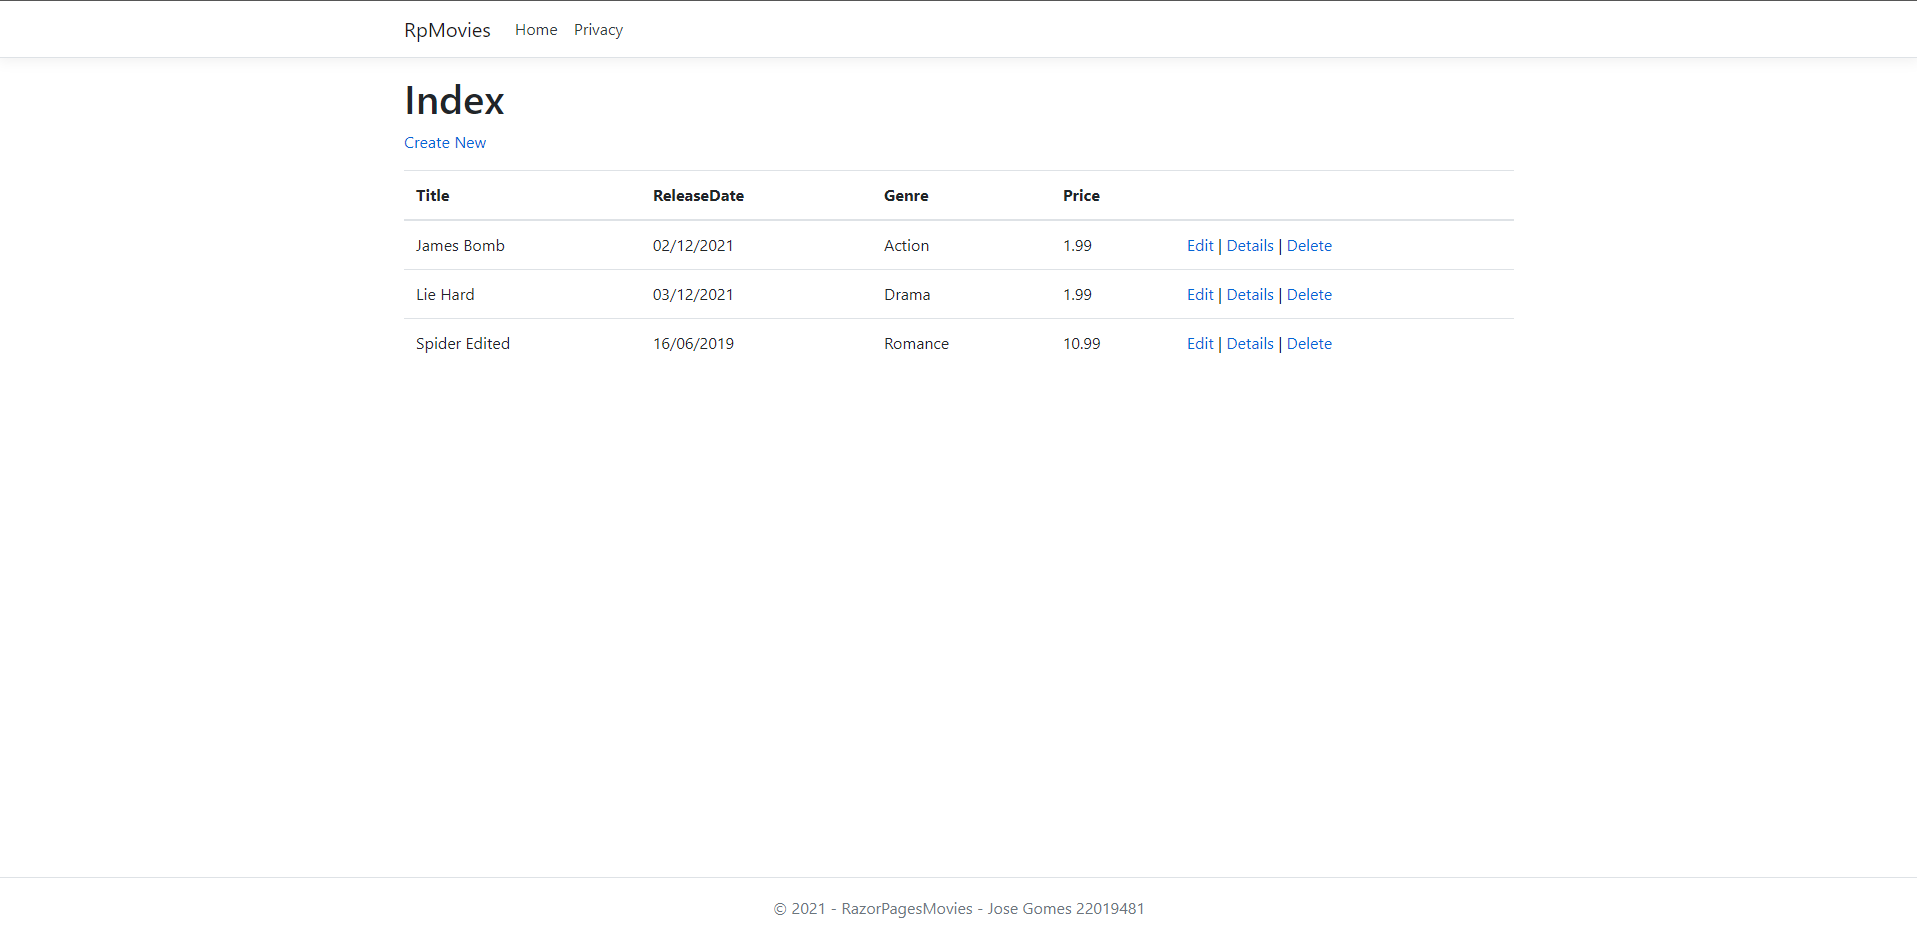 RpMovies Home Privacy
Index
Create New
Title ReleaseDate Genre Price
James Bomb 02/12/2021 Action 1.99 Edit | Details | Delete
Lie Hard 03/12/2021 Drama 1.99 Edit | Details | Delete
Spider Edited 16/06/2019 Romance 10.99 Edit | Details | Delete
© 2021 - RazorPagesMovies - Jose Gomes 22019481